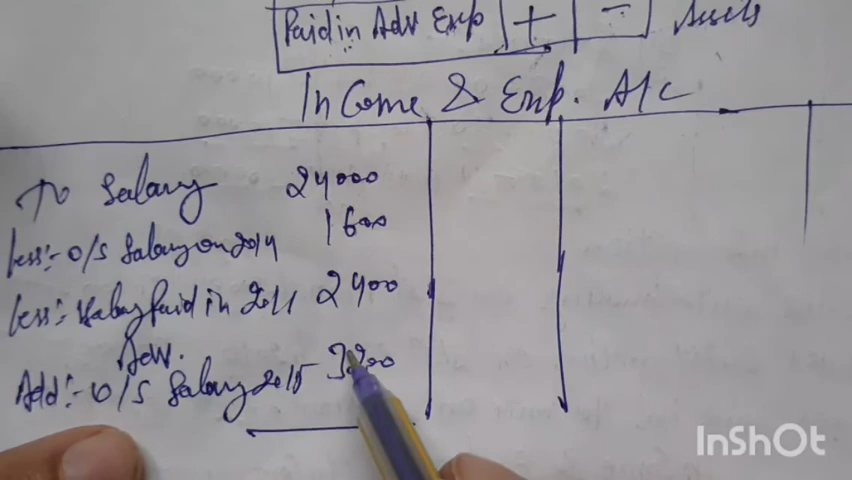 Paid in Adv Exp + - Assets
InCome & Exp. A/C
To Salary 24000
less:- O/S Salary on 2014 1600
less:- Salary Paid in 2400
Adv.
Add:- O/S Salary 2015 3200
InShOt